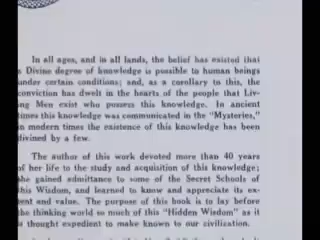 In all ages, and in all lands, the belief has existed that
a Divine degree of knowledge is possible to human beings
under certain conditions; and, as a corollary to this, the
conviction has dwelt in the hearts of the people that Liv-
ing Men exist who possess this knowledge. In ancient
times this knowledge was communicated in the "Mysteries,"
in modern times the existence of this knowledge has been
divined by a few.
The author of this work devoted more than 40 years
of her life to the study and acquisition of this knowledge;
she gained admittance to some of the Secret Schools of
this Wisdom, and learned to know and appreciate its ex-
tent and value. The purpose of this book is to lay before
the thinking world so much of this "Hidden Wisdom" as it
is thought expedient to make known to our civilization.